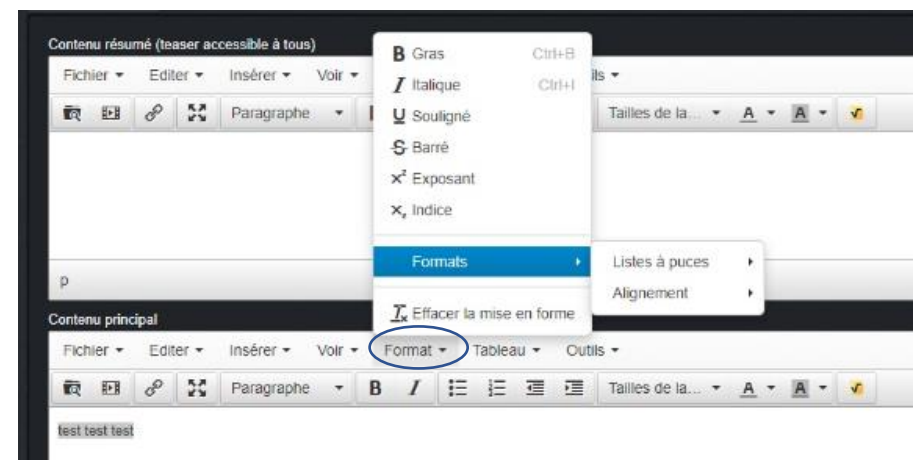 Contenu résumé (teaser accessible à tous)
Fichier Editer Insérer Voir ils
Paragraphe Tailles de la... A A
p
B Gras Ctrl+B
I Italique Ctrl+I
U Souligné
S Barré
x² Exposant
x, Indice
Formats
Listes à puces
Alignement
Ix Effacer la mise en forme
Contenu principal
Fichier Editer Insérer Voir Format Tableau Outils
Paragraphe B I Tailles de la... A A
test test test